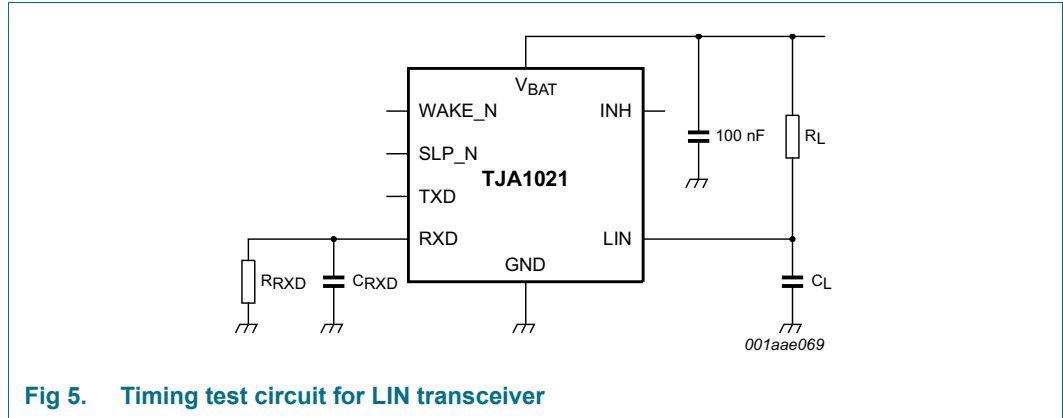 VBAT
WAKE_N
INH
100 nF
RL
SLP_N
TJA1021
TXD
RXD
LIN
GND
RRXD
CRXD
CL
001aae069
Fig 5. Timing test circuit for LIN transceiver